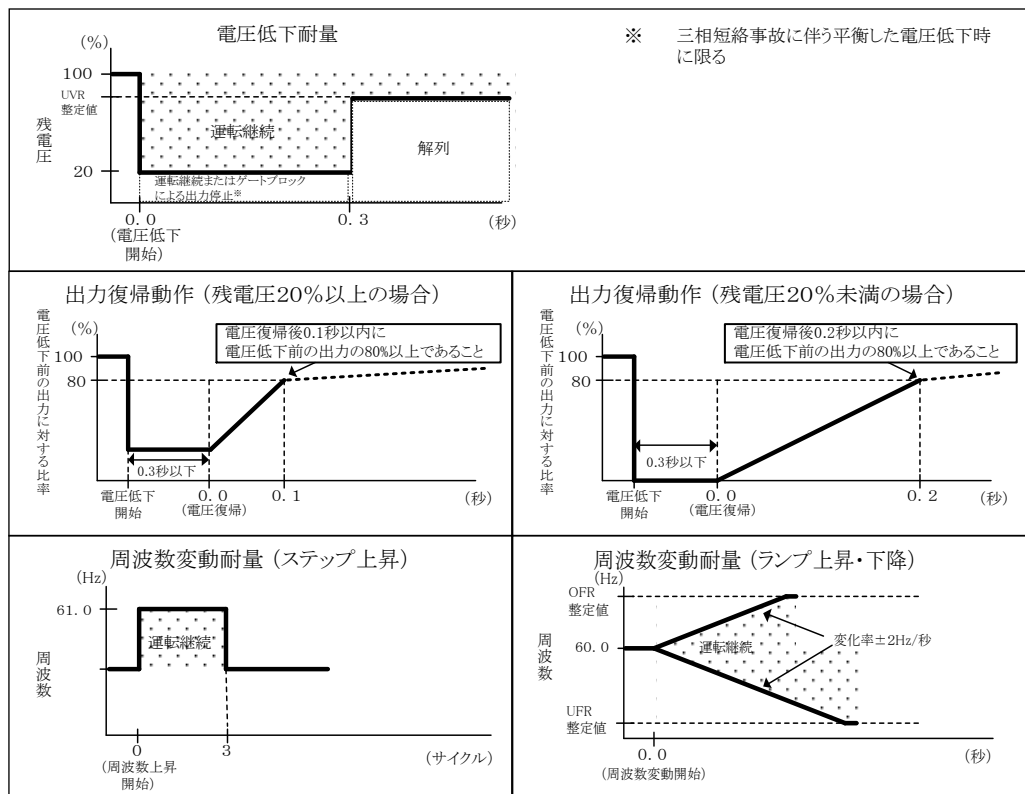 電圧低下耐量
(%)
100
UVR
整定値
残電圧
20
運転継続
解列
運転継続またはゲートブロック
による出力停止※
0.0
(電圧低下
開始)
0.3
(秒)
※ 三相短絡事故に伴う平衡した電圧低下時
に限る
出力復帰動作 (残電圧20%以上の場合)
電圧低下前の出力に対する比率
(%)
100
80
電圧復帰後0.1秒以内に
電圧低下前の出力の80%以上であること
0.3秒以下
電圧低下
開始
0.0
(電圧復帰)
0.1
(秒)
出力復帰動作 (残電圧20%未満の場合)
電圧低下前の出力に対する比率
(%)
100
80
電圧復帰後0.2秒以内に
電圧低下前の出力の80%以上であること
0.3秒以下
電圧低下
開始
0.0
(電圧復帰)
0.2
(秒)
周波数変動耐量 (ステップ上昇)
(Hz)
61.0
周波数
運転継続
0
(周波数上昇
開始)
3
(サイクル)
周波数変動耐量 (ランプ上昇・下降)
(Hz)
OFR
整定値
60.0
周波数
UFR
整定値
運転継続
変化率±2Hz/秒
0.0
(周波数変動開始)
(秒)